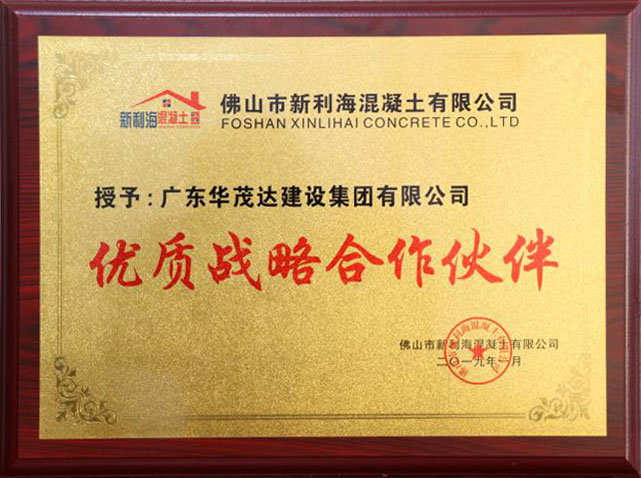 新利海混凝土
佛山市新利海混凝土有限公司
FOSHAN XINLIHAI CONCRETE CO.,LTD
授予：广东华茂达建设集团有限公司
优质战略合作伙伴
佛山市新利海混凝土有限公司
二〇一九年一月